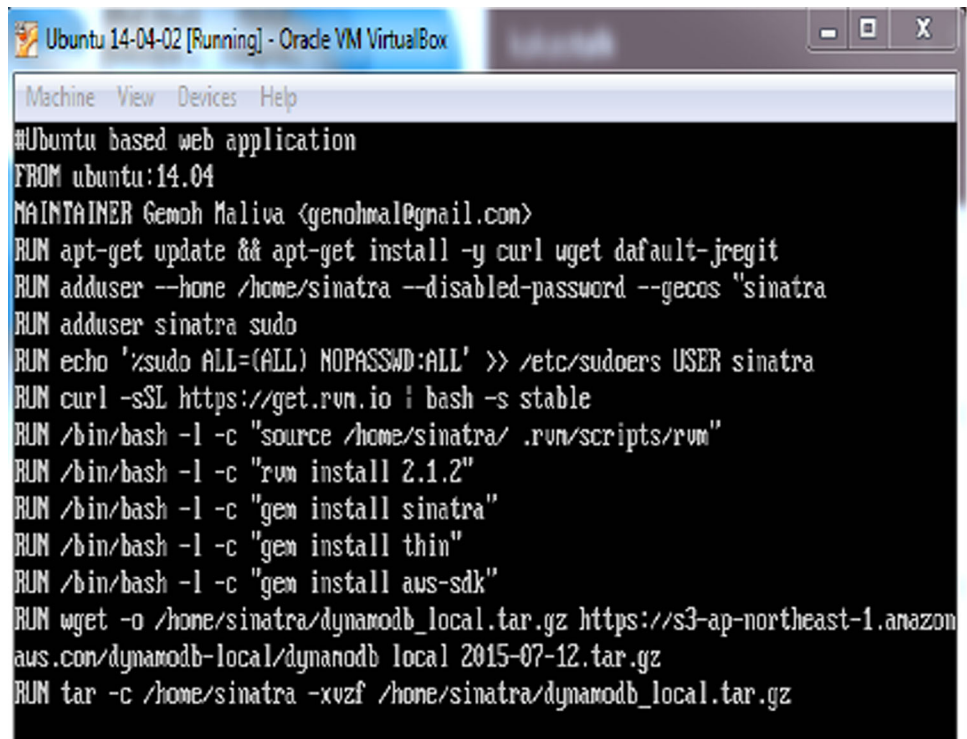 Ubuntu 14-04-02 [Running] - Oracle VM VirtualBox
Machine View Devices Help
#Ubuntu based web application
FROM ubuntu:14.04
MAINTAINER Gemoh Maliva <gemohmal@gmail.com>
RUN apt-get update && apt-get install -y curl wget dafault-jregit
RUN adduser --home /home/sinatra --disabled-password --gecos "sinatra
RUN adduser sinatra sudo
RUN echo '%sudo ALL=(ALL) NOPASSWD:ALL' >> /etc/sudoers USER sinatra
RUN curl -sSL https://get.rvm.io | bash -s stable
RUN /bin/bash -l -c "source /home/sinatra/ .rvm/scripts/rvm"
RUN /bin/bash -l -c "rvm install 2.1.2"
RUN /bin/bash -l -c "gem install sinatra"
RUN /bin/bash -l -c "gem install thin"
RUN /bin/bash -l -c "gem install aws-sdk"
RUN wget -o /home/sinatra/dynamodb_local.tar.gz https://s3-ap-northeast-1.amazon
aws.com/dynamodb-local/dynamodb local 2015-07-12.tar.gz
RUN tar -c /home/sinatra -xvzf /home/sinatra/dynamodb_local.tar.gz